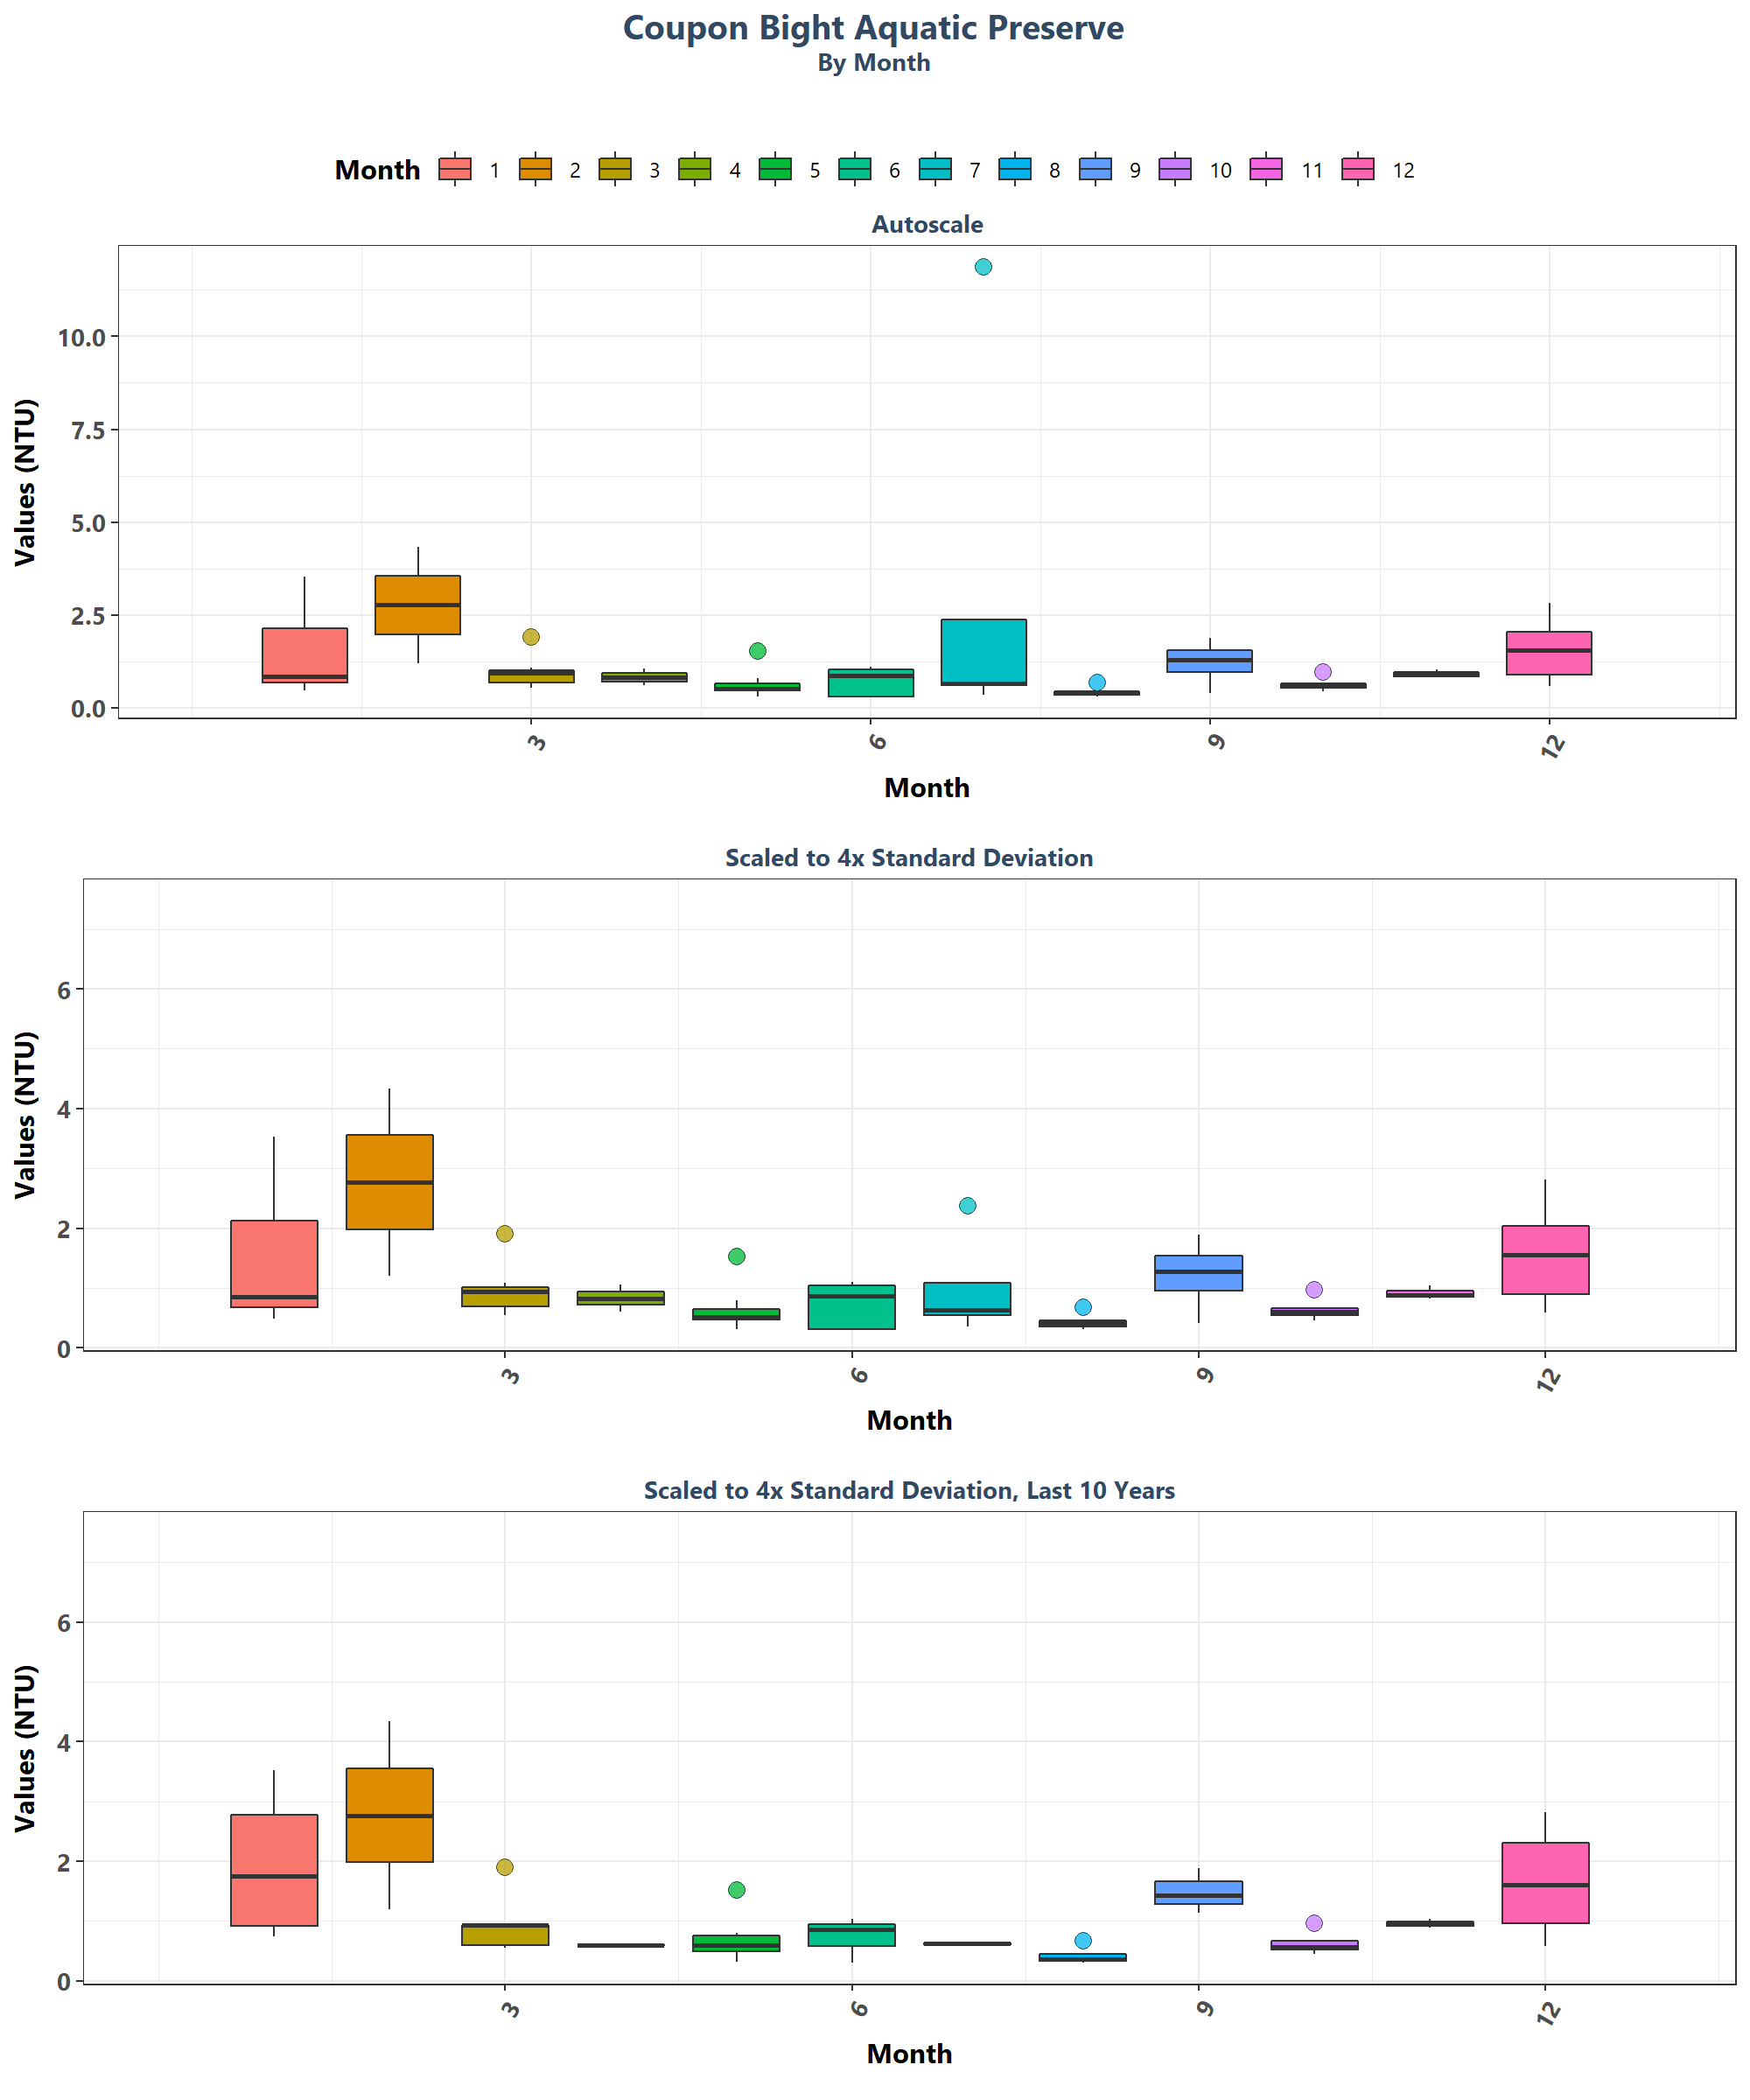 Coupon Bight Aquatic Preserve
By Month
Month 1 2 3 4 5 6 7 8 9 10 11 12
Autoscale
Values (NTU)
10.0
7.5
5.0
2.5
0.0
3 6 9 12
Month
Scaled to 4x Standard Deviation
Values (NTU)
6
4
2
0
3 6 9 12
Month
Scaled to 4x Standard Deviation, Last 10 Years
Values (NTU)
6
4
2
0
3 6 9 12
Month